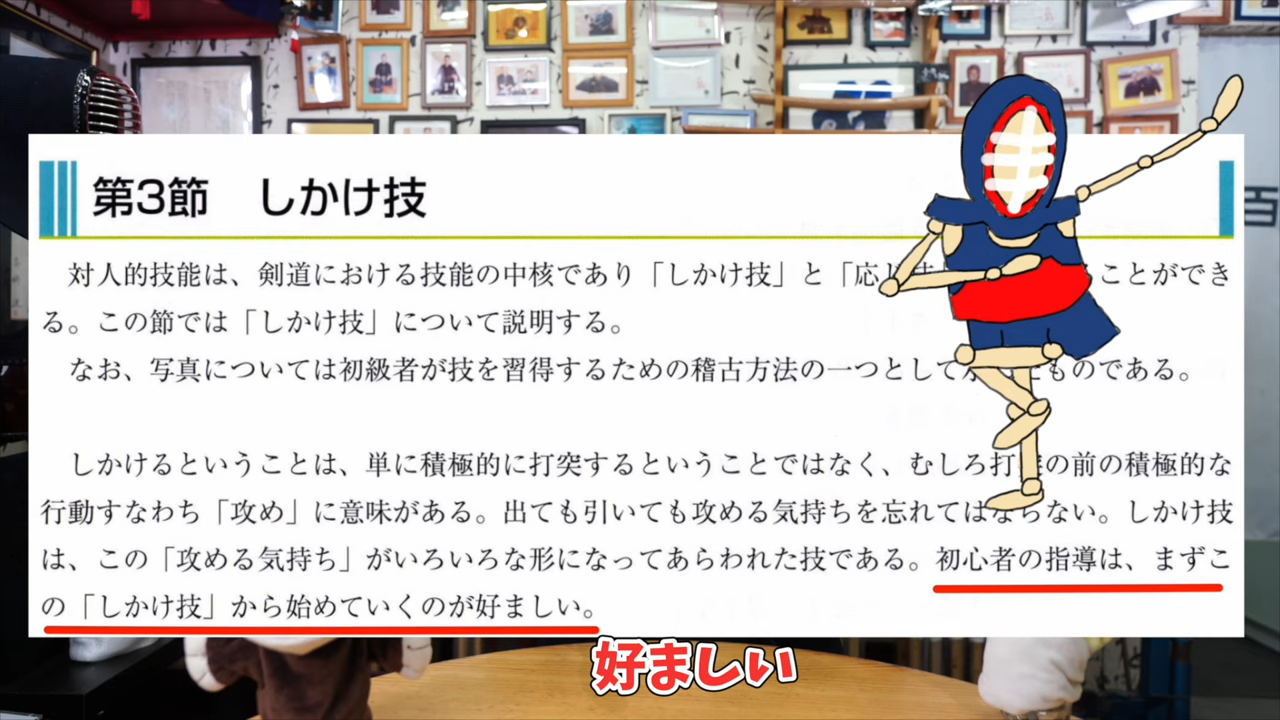 第3節 しかけ技
対人的技能は、剣道における技能の中核であり「しかけ技」と「応じ ことができ
る。この節では「しかけ技」について説明する。
なお、写真については初級者が技を習得するための稽古方法の一つとして ものである。
しかけるということは、単に積極的に打突するということではなく、むしろ打 の前の積極的な
行動すなわち「攻め」に意味がある。出ても引いても攻める気持ちを忘れてはならない。しかけ技
は、この「攻める気持ち」がいろいろな形になってあらわれた技である。初心者の指導は、まずこ
の「しかけ技」から始めていくのが好ましい。
好ましい